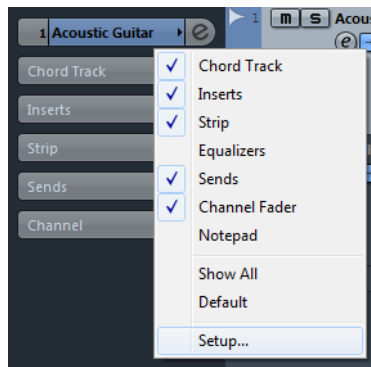 1 Acoustic Guitar e
1 m S Acou
e
Chord Track
Inserts
Strip
Sends
Channel
Chord Track
Inserts
Strip
Equalizers
Sends
Channel Fader
Notepad
Show All
Default
Setup...